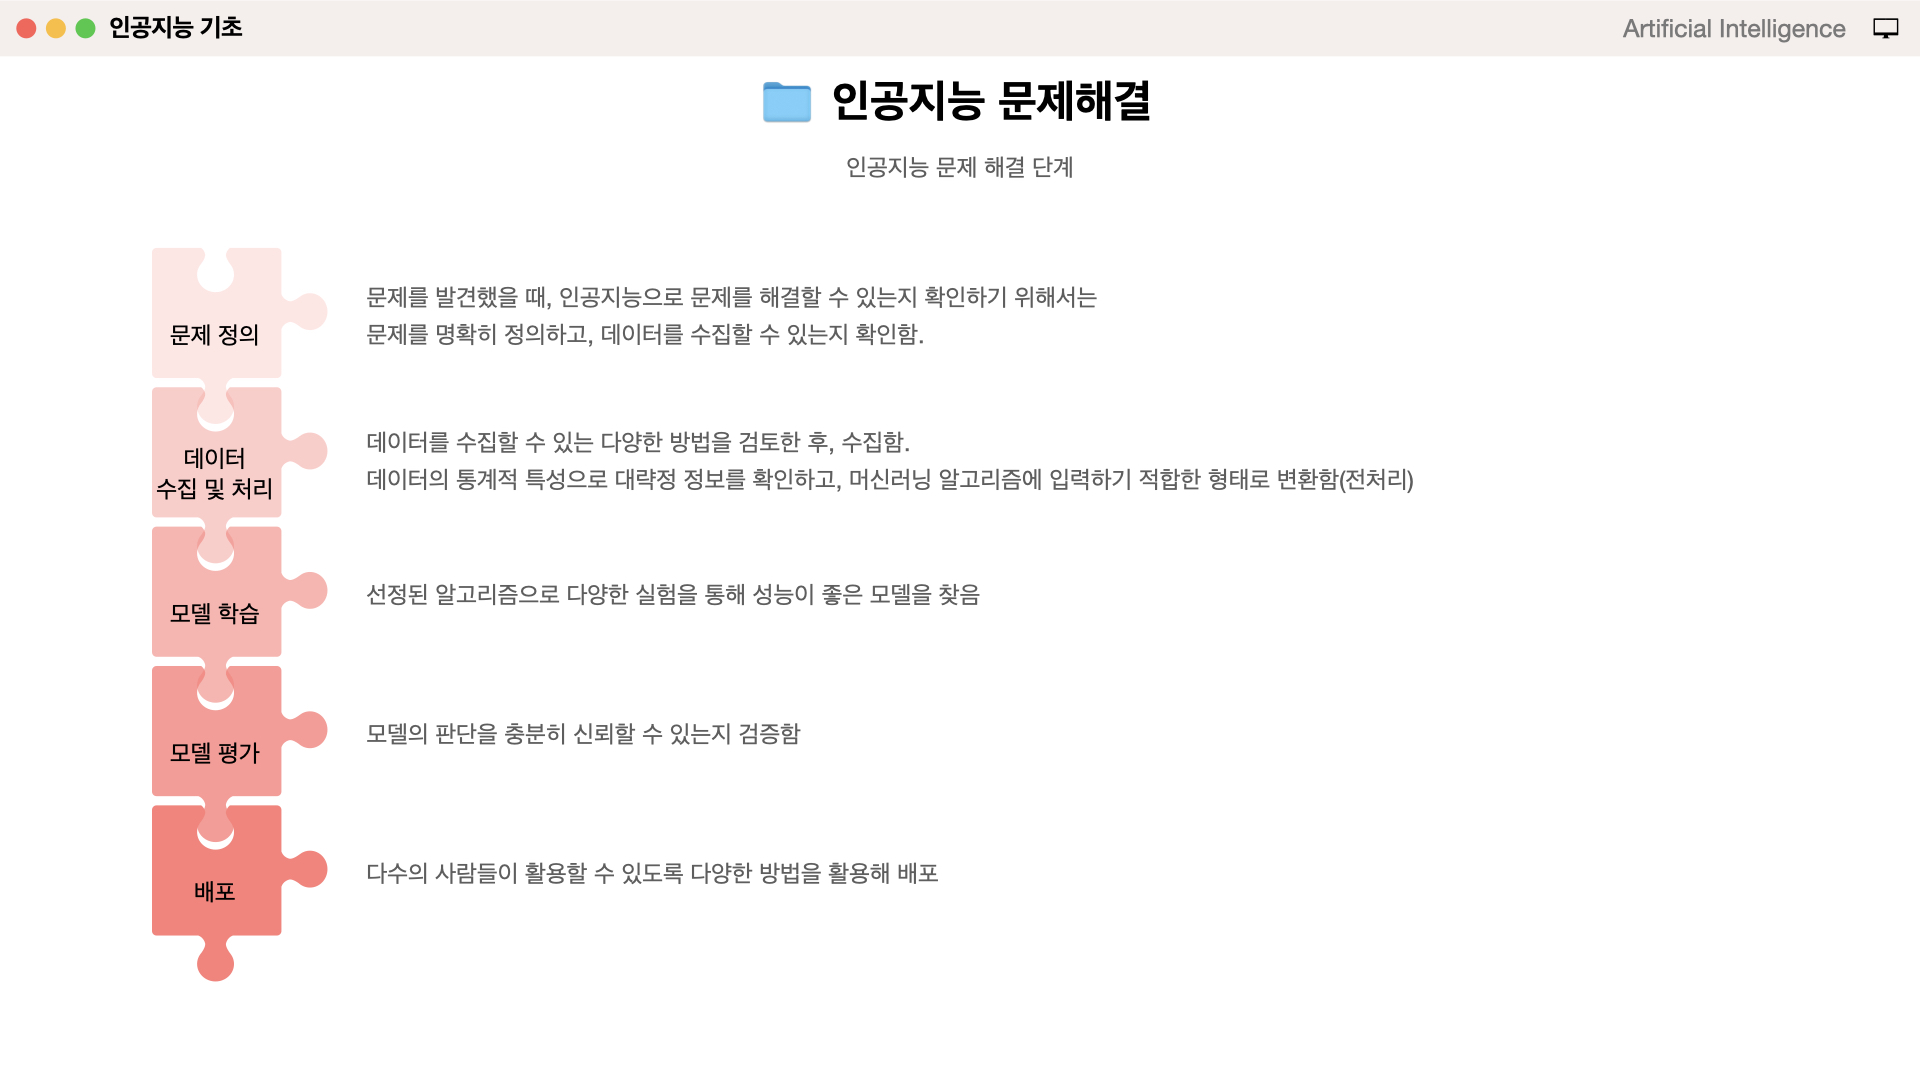 인공지능 기초
Artificial Intelligence
인공지능 문제해결
인공지능 문제 해결 단계
문제 정의
문제를 발견했을 때, 인공지능으로 문제를 해결할 수 있는지 확인하기 위해서는
문제를 명확히 정의하고, 데이터를 수집할 수 있는지 확인함.
데이터
수집 및 처리
데이터를 수집할 수 있는 다양한 방법을 검토한 후, 수집함.
데이터의 통계적 특성으로 대략정 정보를 확인하고, 머신러닝 알고리즘에 입력하기 적합한 형태로 변환함(전처리)
모델 학습
선정된 알고리즘으로 다양한 실험을 통해 성능이 좋은 모델을 찾음
모델 평가
모델의 판단을 충분히 신뢰할 수 있는지 검증함
배포
다수의 사람들이 활용할 수 있도록 다양한 방법을 활용해 배포